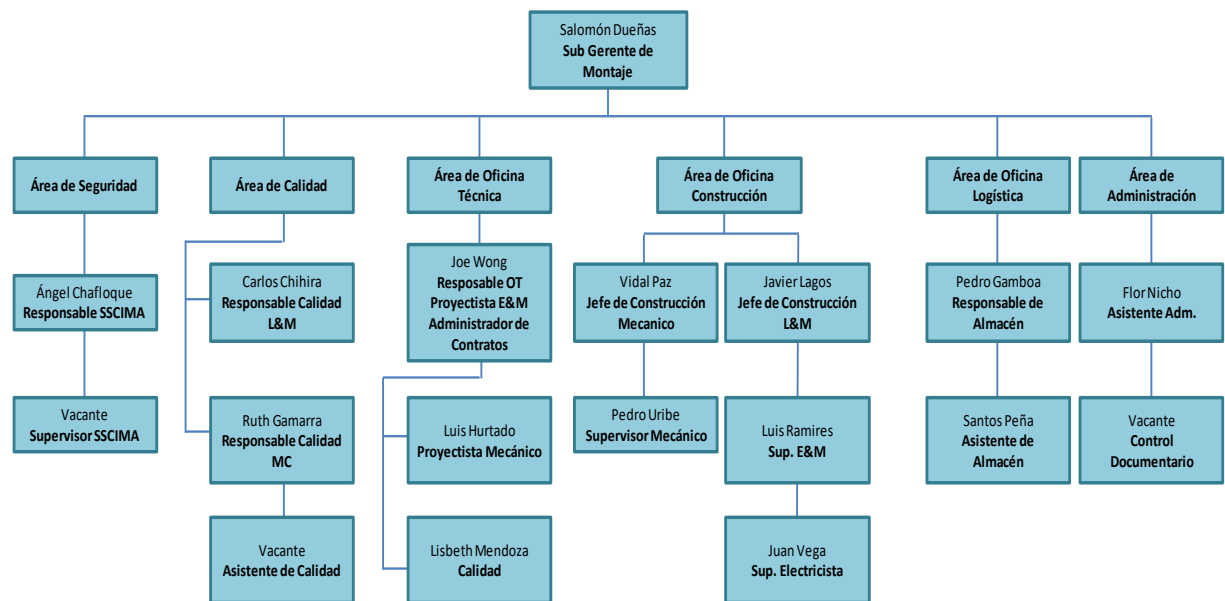 Salomón Dueñas
Sub Gerente de
Montaje
Área de Seguridad
Área de Calidad
Área de Oficina
Técnica
Área de Oficina
Construcción
Área de Oficina
Logística
Área de
Administración
Ángel Chafloque
Responsable SSCIMA
Carlos Chihira
Responsable Calidad
L&M
Joe Wong
Resposable OT
Proyectista E&M
Administrador de
Contratos
Vidal Paz
Jefe de Construcción
Mecanico
Javier Lagos
Jefe de Construcción
L&M
Pedro Gamboa
Responsable de
Almacén
Flor Nicho
Asistente Adm.
Vacante
Supervisor SSCIMA
Ruth Gamarra
Responsable Calidad
MC
Luis Hurtado
Proyectista Mecánico
Pedro Uribe
Supervisor Mecánico
Luis Ramires
Sup. E&M
Santos Peña
Asistente de
Almacén
Vacante
Control
Documentario
Vacante
Asistente de Calidad
Lisbeth Mendoza
Calidad
Juan Vega
Sup. Electricista